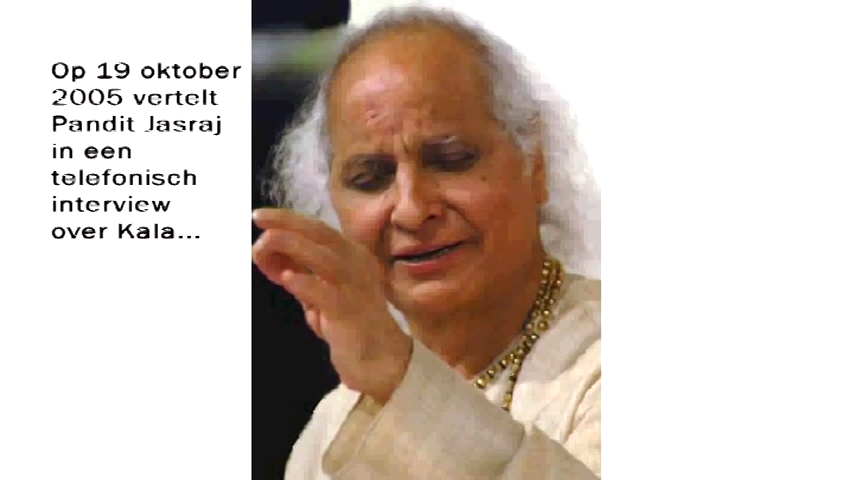 Op 19 oktober
2005 vertelt
Pandit Jasraj
in een
telefonisch
interview
over Kala...